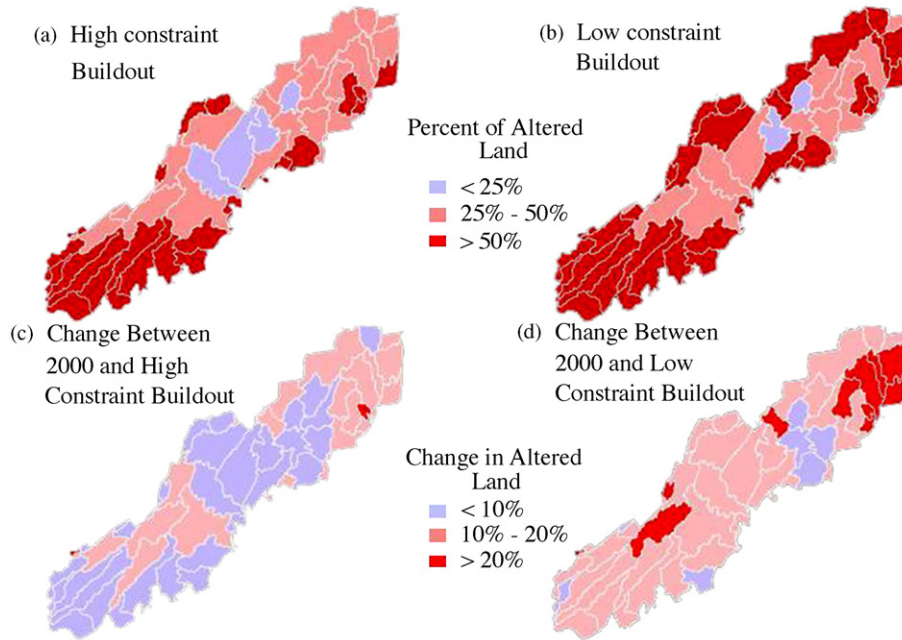 (a) High constraint
Buildout
(b) Low constraint
Buildout
Percent of Altered
Land
< 25%
25% - 50%
> 50%
(c) Change Between
2000 and High
Constraint Buildout
(d) Change Between
2000 and Low
Constraint Buildout
Change in Altered
Land
< 10%
10% - 20%
> 20%